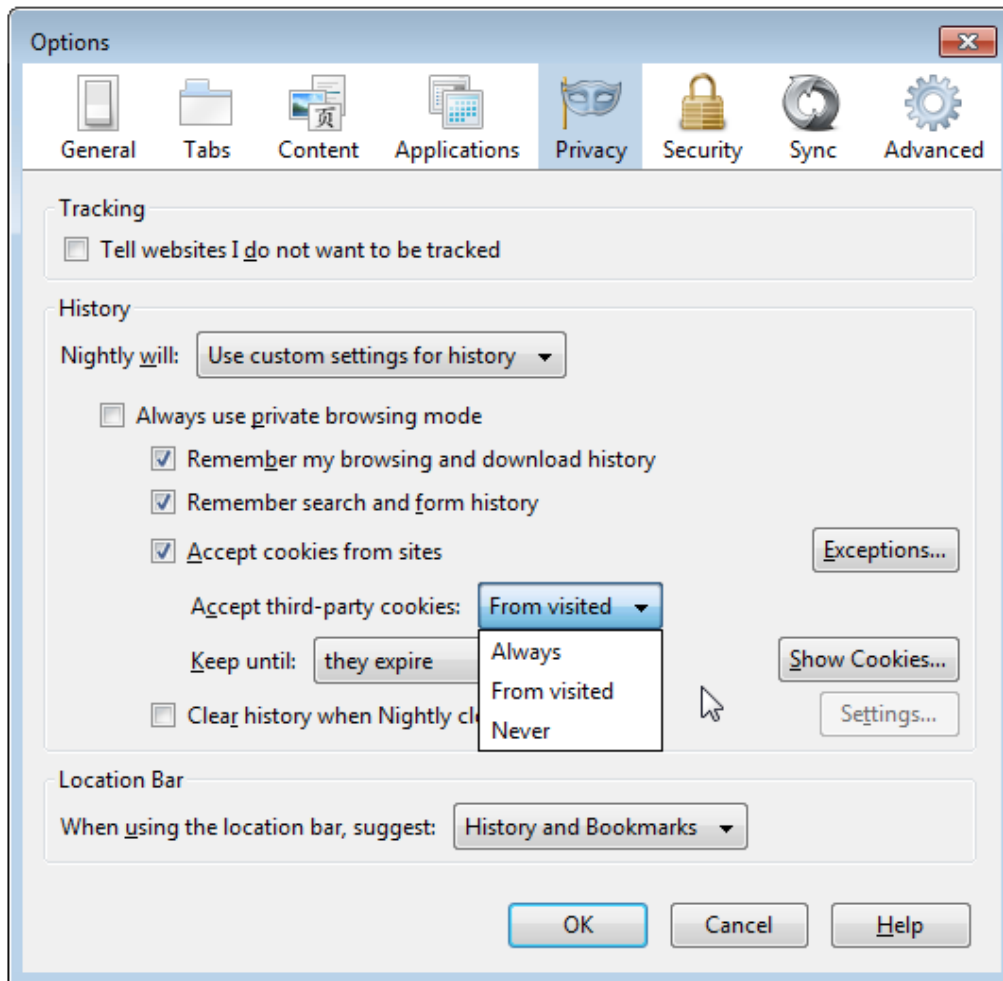 Options
页
General Tabs Content Applications Privacy Security Sync Advanced
Tracking
Tell websites I do not want to be tracked
History
Nightly will: Use custom settings for history
Always use private browsing mode
Remember my browsing and download history
Remember search and form history
Accept cookies from sites Exceptions...
Accept third-party cookies: From visited
Always
Keep until: they expire Show Cookies...
From visited
Clear history when Nightly Settings...
Never
Location Bar
When using the location bar, suggest: History and Bookmarks
OK Cancel Help